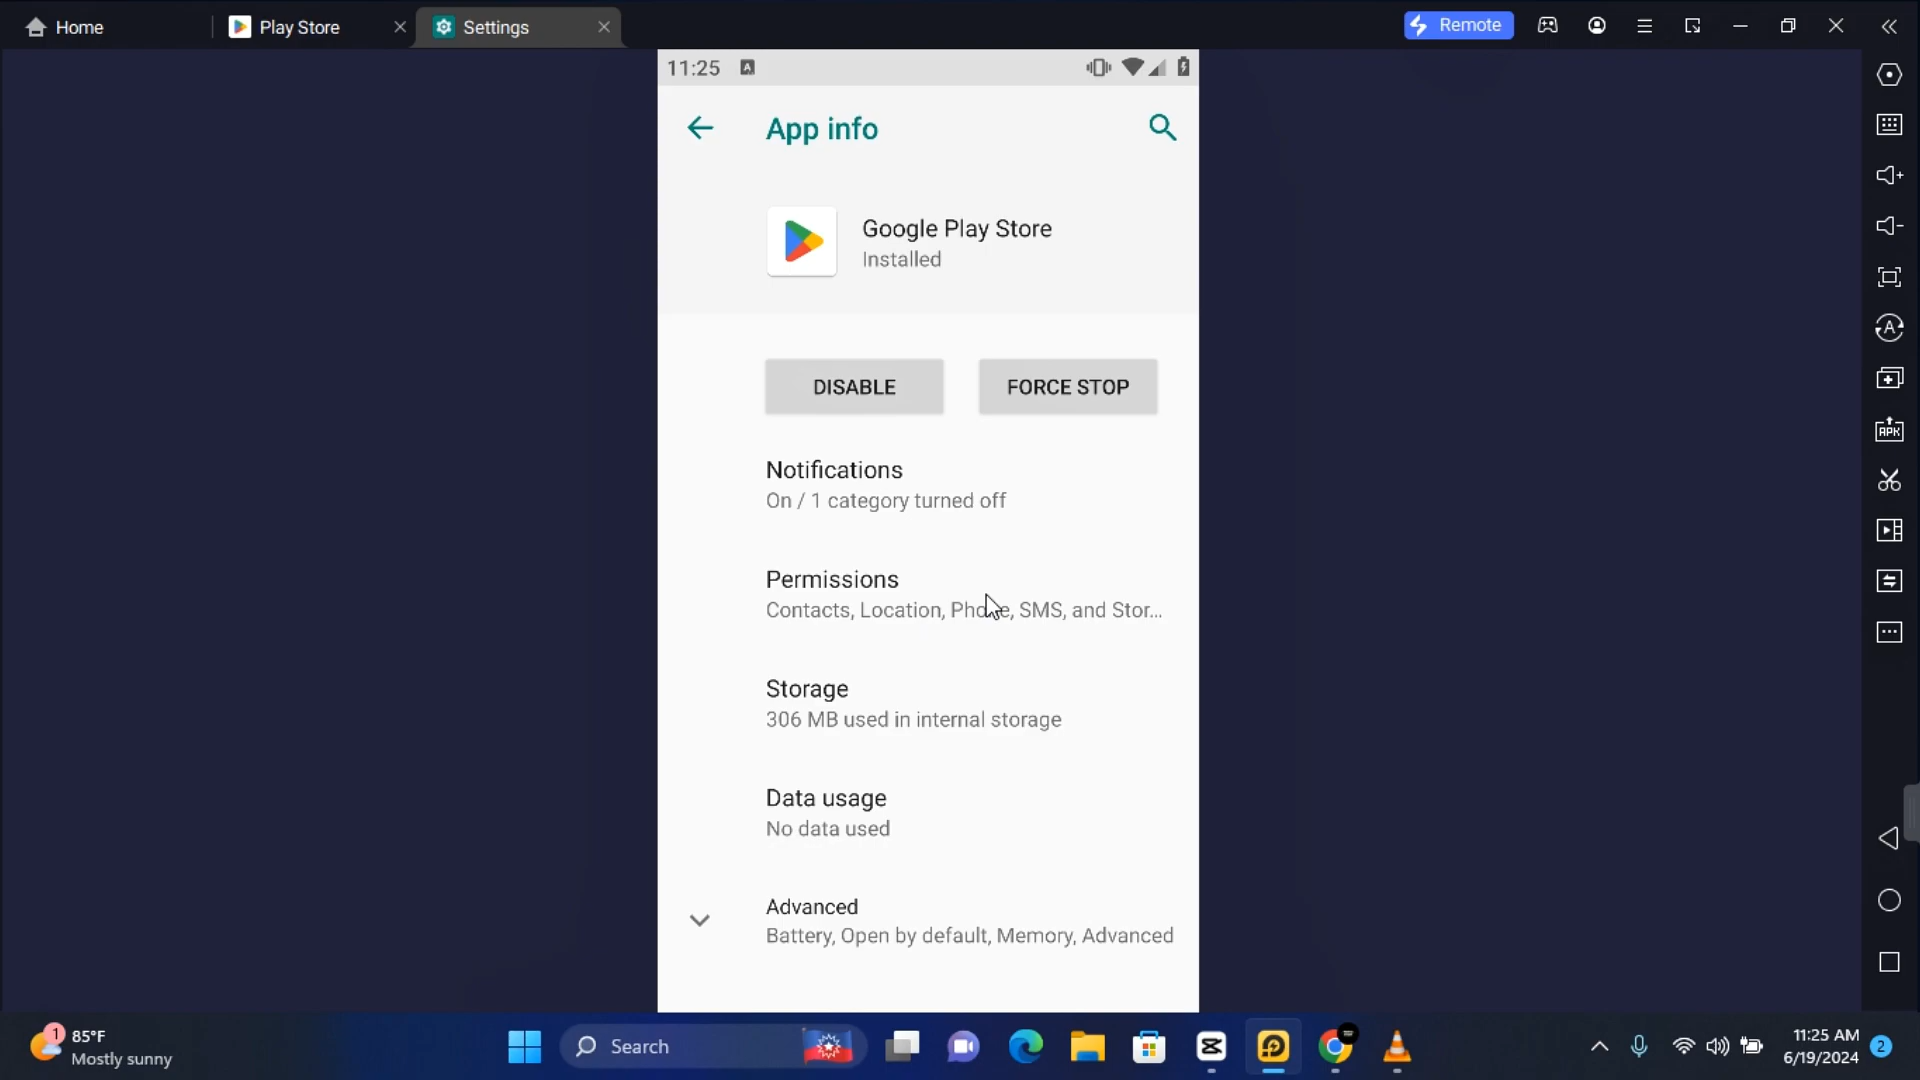 Home
Play Store
Settings
Remote
11:25
App info
Google Play Store
Installed
DISABLE
FORCE STOP
Notifications
On / 1 category turned off
Permissions
Contacts, Location, Phone, SMS, and Stor...
Storage
306 MB used in internal storage
Data usage
No data used
Advanced
Battery, Open by default, Memory, Advanced
APK
1
85°F
Mostly sunny
Search
11:25 AM
6/19/2024
2